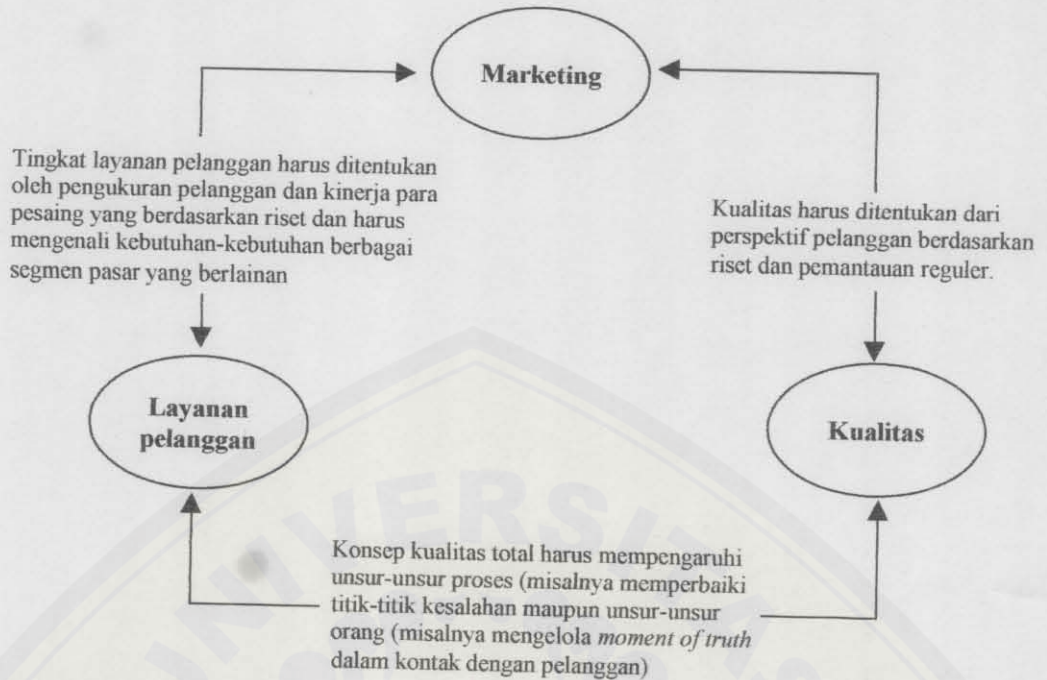 Marketing
Tingkat layanan pelanggan harus ditentukan
oleh pengukuran pelanggan dan kinerja para
pesaing yang berdasarkan riset dan harus
mengenali kebutuhan-kebutuhan berbagai
segmen pasar yang berlainan
Kualitas harus ditentukan dari
perspektif pelanggan berdasarkan
riset dan pemantauan reguler.
Layanan
pelanggan
Kualitas
Konsep kualitas total harus mempengaruhi
unsur-unsur proses (misalnya memperbaiki
titik-titik kesalahan maupun unsur-unsur
orang (misalnya mengelola moment of truth
dalam kontak dengan pelanggan)
UNIVERSITAS